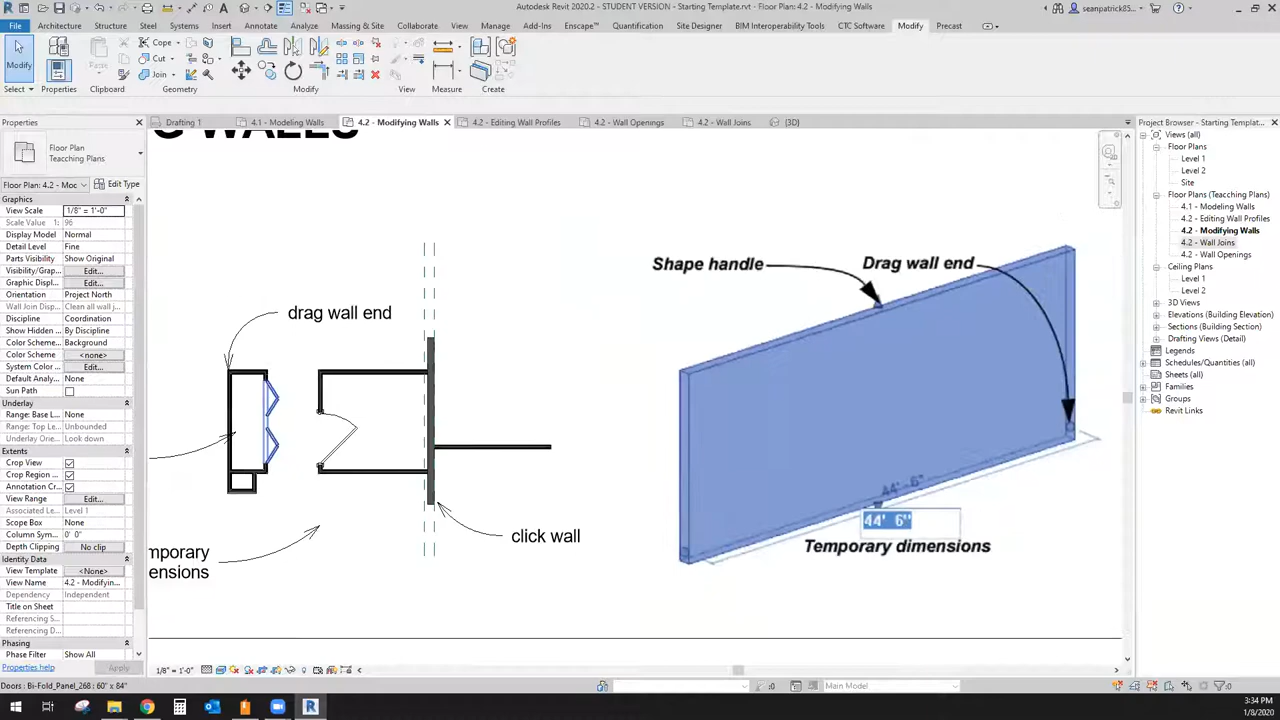 Autodesk Revit 2020.2 - STUDENT VERSION - Starting Template.rvt - Floor Plan: 4.2 - Modifying Walls
seanpatrick85...
File Architecture Structure Steel Systems Insert Annotate Analyze Massing & Site Collaborate View Manage Add-Ins Quantification Enscape™ Site Designer BIM Interoperability Tools CTC Software Modify Precast
Modify Paste Cope Cut Join
Select Properties Clipboard Geometry Modify View Measure Create
Properties
Drafting 1
4.1 - Modeling Walls
4.2 - Modifying Walls
4.2 - Editing Wall Profiles
4.2 - Wall Openings
4.2 - Wall Joins
{3D}
Project Browser - Starting Templat...
Floor Plan
Teacching Plans
Floor Plan: 4.2 - Moc
Edit Type
Graphics
View Scale 1/8" = 1'-0"
Scale Value 1: 96
Display Model Normal
Detail Level Fine
Parts Visibility Show Original
Visibility/Grap... Edit...
Graphic Displ... Edit...
Orientation Project North
Wall Join Disp... Clean all wall j...
Discipline Coordination
Show Hidden ... By Discipline
Color Scheme ... Background
Color Scheme <none>
System Color ... Edit...
Default Analy... None
Sun Path
Underlay
Range: Base L... None
Range: Top Le... Unbounded
Underlay Orie... Look down
Extents
Crop View
Crop Region ...
Annotation Cr...
View Range Edit...
Associated Le... Level 1
Scope Box None
Column Sym... 0' 0"
Depth Clipping No clip
Identity Data
View Template <None>
View Name 4.2 - Modifyin...
Dependency Independent
Title on Sheet
Referencing S...
Referencing D...
Phasing
Phase Filter Show All
Properties help
Apply
WALLS
drag wall end
click wall
mporary
ensions
Shape handle
Drag wall end
44' - 6"
44' 6"
Temporary dimensions
Views (all)
Floor Plans
Level 1
Level 2
Site
Floor Plans (Teacching Plans)
4.1 - Modeling Walls
4.2 - Editing Wall Profiles
4.2 - Modifying Walls
4.2 - Wall Joins
4.2 - Wall Openings
Ceiling Plans
Level 1
Level 2
3D Views
Elevations (Building Elevation)
Sections (Building Section)
Drafting Views (Detail)
Legends
Schedules/Quantities (all)
Sheets (all)
Families
Groups
Revit Links
1/8" = 1'-0"
Doors : Bi-Fold_Panel_268 : 60" x 84"
:0
Main Model
:0
3:34 PM
1/8/2020